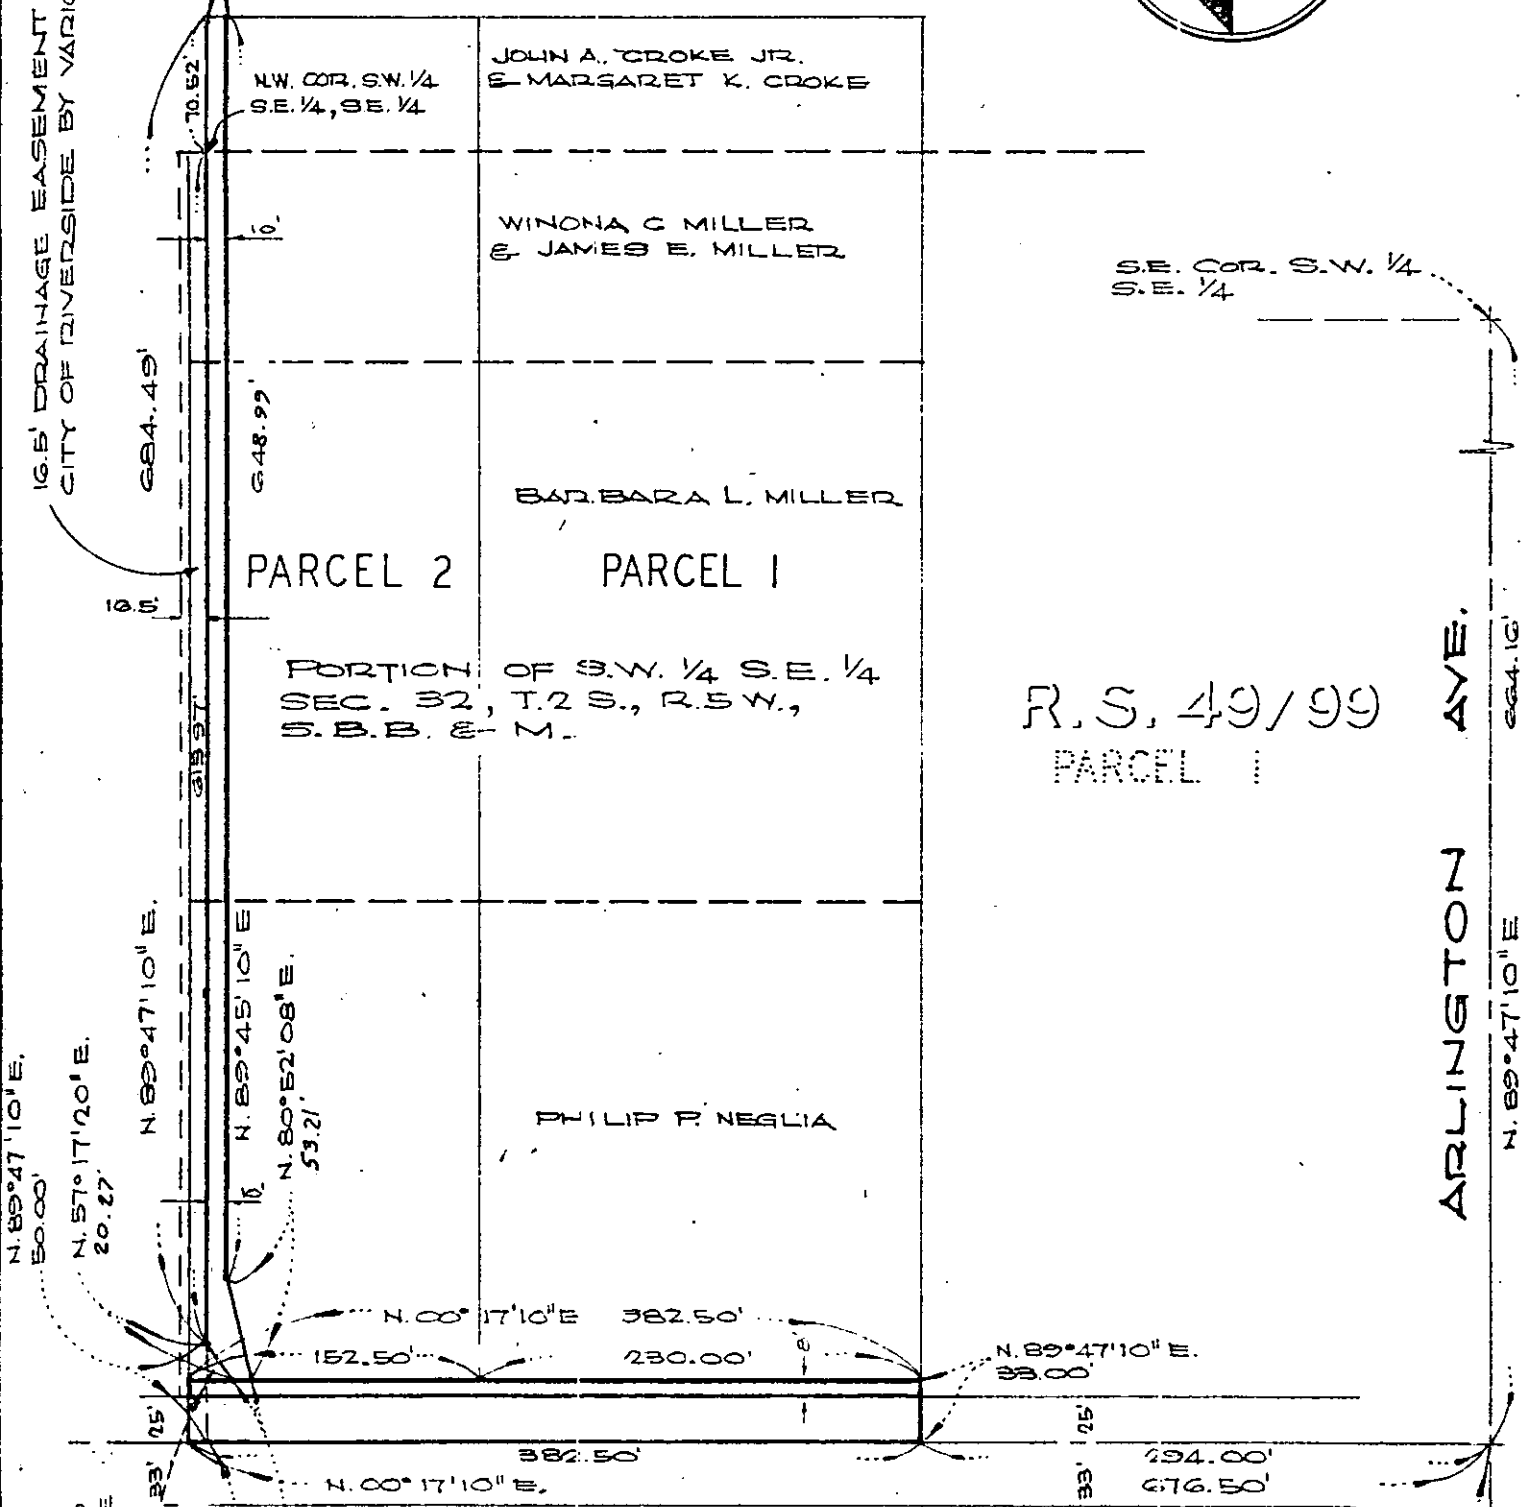 16.5' DRAINAGE EASEMENT
CITY OF RIVERSIDE BY
70.52'
N.W. COR. S.W. 1/4
S.E. 1/4, S.E. 1/4
JOHN A. CROKE JR.
& MARGARET K. CROKE
WINONA C MILLER
& JAMES E. MILLER
10'
S.E. COR. S.W. 1/4
S.E. 1/4
684.49'
648.99'
BARBARA L. MILLER
PARCEL 2
PARCEL 1
16.5'
PORTION OF S.W. 1/4 S.E. 1/4
SEC. 32, T.2 S., R.5 W.,
S.B.B. & M.
R.S. 49/99
PARCEL 1
ARLINGTON AVE.
664.16'
N. 89°47'10" E
N. 89°47'10" E.
N. 89°45'10" E
N. 80°52'08" E.
53.21'
N. 89°47'10" E.
50.00'
N. 57°17'20" E.
20.27'
PHILIP P. NEGLIA
N. 00°17'10" E 382.50'
152.50'
230.00'
8'
N. 89°47'10" E.
33.00'
25'
25'
382.50'
294.00'
N. 00°17'10" E.
676.50'
33'
33'